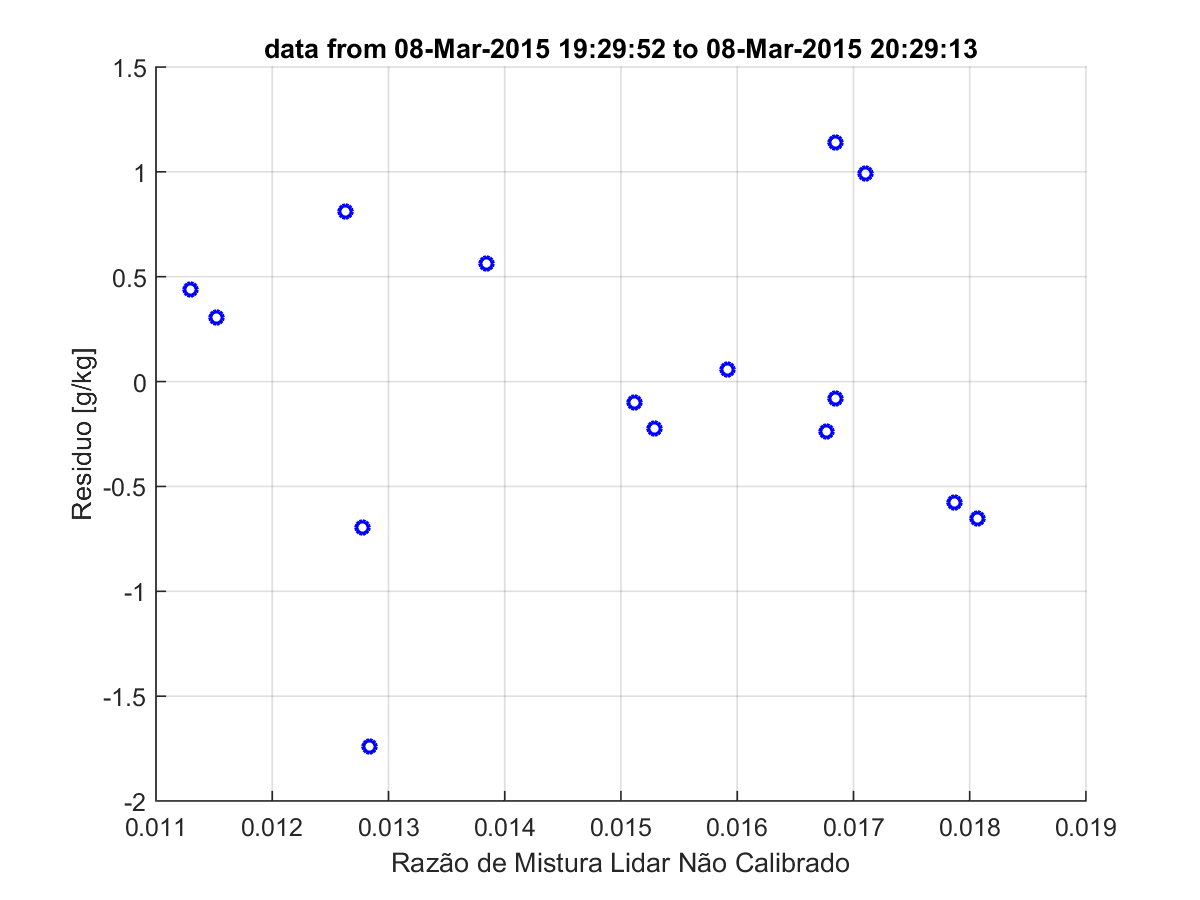 data from 08-Mar-2015 19:29:52 to 08-Mar-2015 20:29:13
1.5
1
0.5
0
-0.5
-1
-1.5
-2
Residuo [g/kg]
0.011 0.012 0.013 0.014 0.015 0.016 0.017 0.018 0.019
Razão de Mistura Lidar Não Calibrado